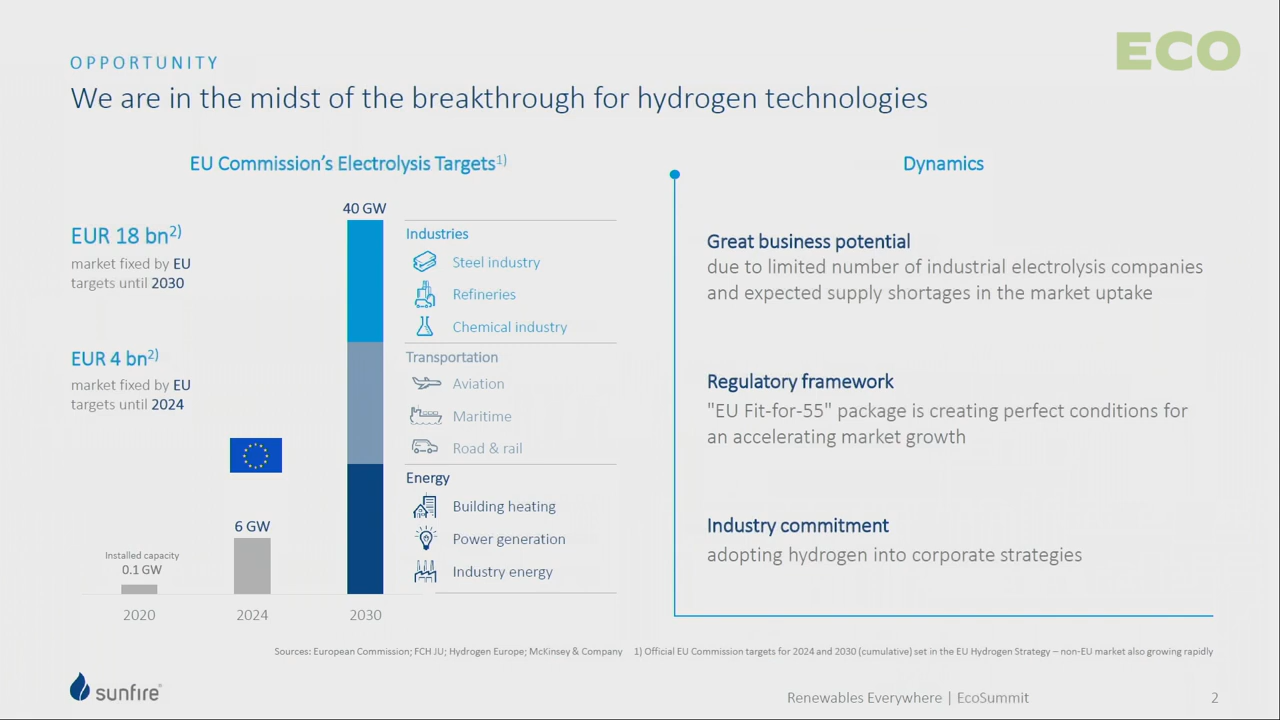 ECO
OPPORTUNITY
We are in the midst of the breakthrough for hydrogen technologies
EU Commission's Electrolysis Targets1)
EUR 18 bn2)
market fixed by EU
targets until 2030
EUR 4 bn2)
market fixed by EU
targets until 2024
Installed capacity
0.1 GW
2020
6 GW
2024
40 GW
2030
Industries
Steel industry
Refineries
Chemical industry
Transportation
Aviation
Maritime
Road & rail
Energy
Building heating
Power generation
Industry energy
Dynamics
Great business potential
due to limited number of industrial electrolysis companies
and expected supply shortages in the market uptake
Regulatory framework
"EU Fit-for-55" package is creating perfect conditions for
an accelerating market growth
Industry commitment
adopting hydrogen into corporate strategies
Sources: European Commission; FCH JU; Hydrogen Europe; McKinsey & Company 1) Official EU Commission targets for 2024 and 2030 (cumulative) set in the EU Hydrogen Strategy – non-EU market also growing rapidly
sunfire®
Renewables Everywhere | EcoSummit
2